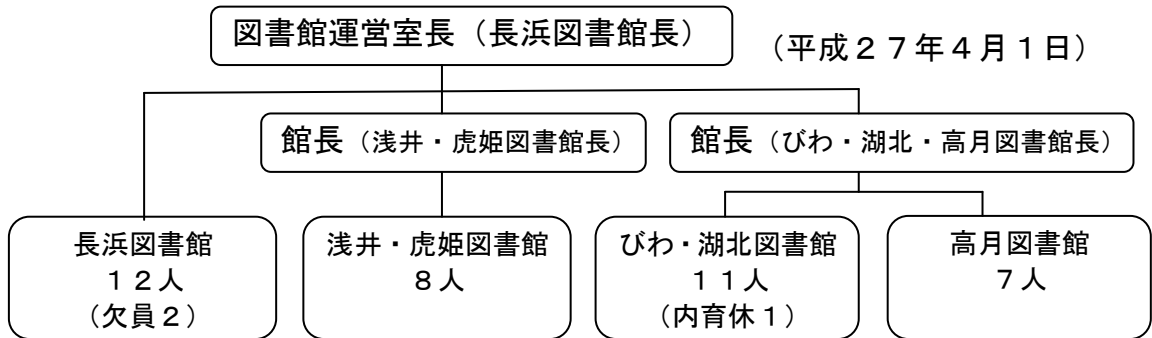 図書館運営室長（長浜図書館長）
（平成２７年４月１日）
館長（浅井・虎姫図書館長）
館長（びわ・湖北・高月図書館長）
長浜図書館
１２人
（欠員２）
浅井・虎姫図書館
８人
びわ・湖北図書館
１１人
（内育休１）
高月図書館
７人